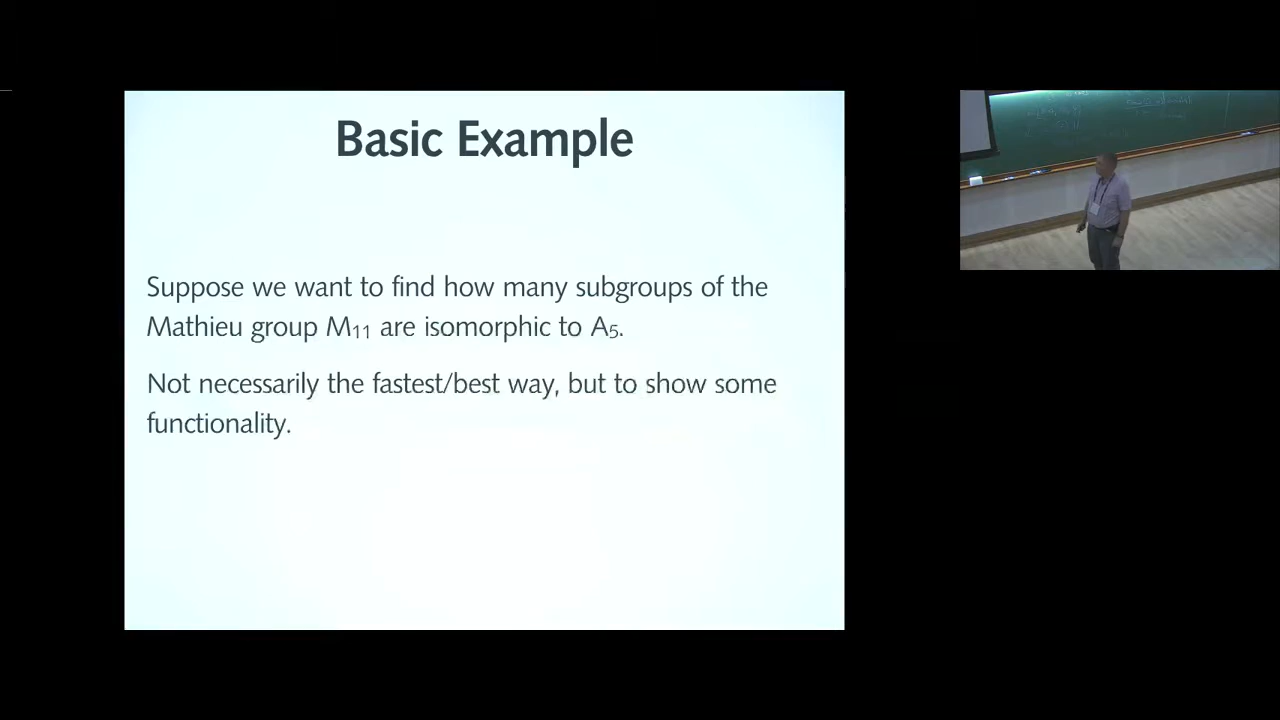 Basic Example
Suppose we want to find how many subgroups of the
Mathieu group M₁₁ are isomorphic to A₅.
Not necessarily the fastest/best way, but to show some
functionality.